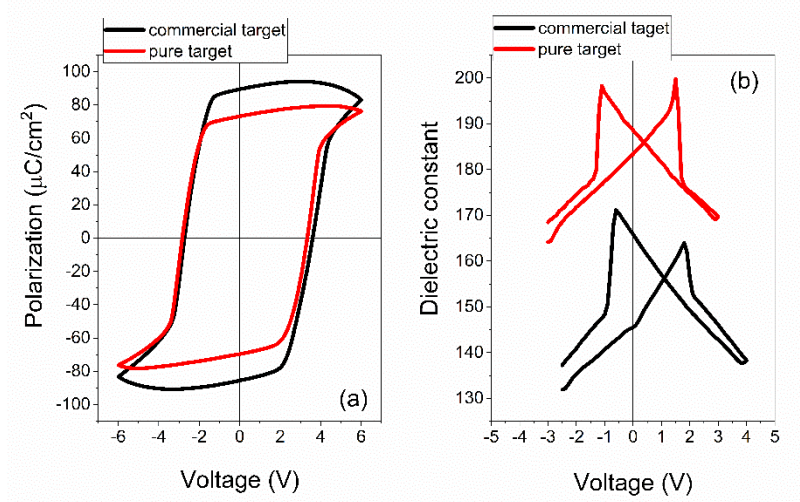 commercial target
pure target
100
80
60
40
20
0
-20
-40
-60
-80
-100
-6 -4 -2 0 2 4 6
Polarization (μC/cm²)
Voltage (V)
(a)
commercial taget
pure target
200
190
180
170
160
150
140
130
-5 -5 -4 -3 -2 -1 0 1 2 3 4 5
Dielectric constant
Voltage (V)
(b)